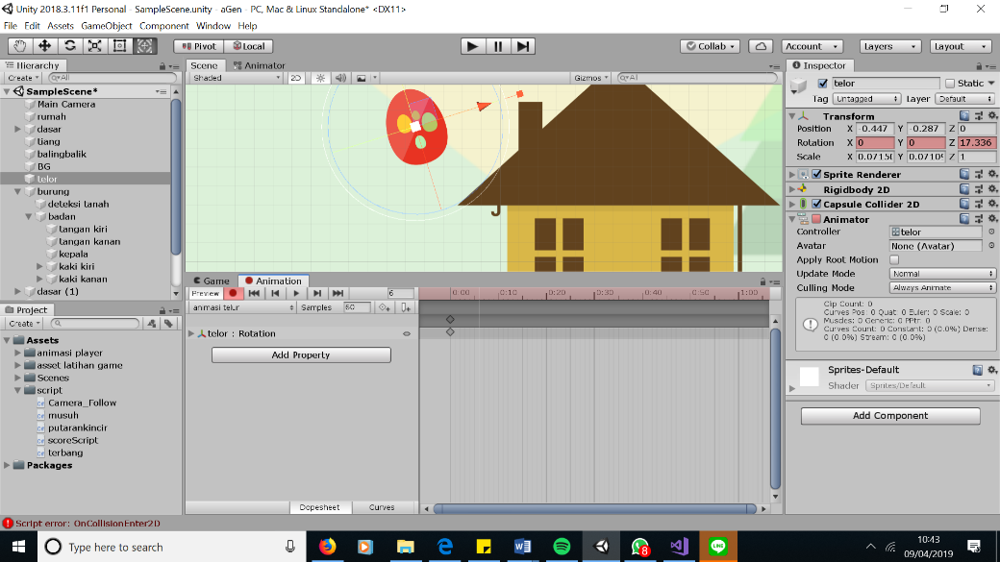 Unity 2018.3.11f1 Personal - SampleScene.unity - aGen - PC, Mac & Linux Standalone* <DX11>
File Edit Assets GameObject Component Window Help
Pivot Local Collab Account Layers Layout
Hierarchy
Create All
SampleScene*
Main Camera
rumah
dasar
tiang
balingbalik
BG
telor
burung
deteksi tanah
badan
tangan kiri
tangan kanan
kepala
kaki kiri
kaki kanan
dasar (1)
Scene Animator
Shaded 2D Gizmos All
Game Animation
Preview 6 0:00 0:10 0:20 0:30 0:40 0:50 1:00
animasi telur Samples 60
telor : Rotation
Add Property
Dopesheet Curves
Project
Create
Assets
animasi player
asset latihan game
Scenes
script
Camera_Follow
musuh
putarankincir
scoreScript
terbang
Packages
Inspector
telor Static
Tag Untagged Layer Default
Transform
Position X -0.447 Y -0.287 Z 0
Rotation X 0 Y 0 Z 17.336
Scale X 0.0715 Y 0.0710 Z 1
Sprite Renderer
Rigidbody 2D
Capsule Collider 2D
Animator
Controller telor
Avatar None (Avatar)
Apply Root Motion
Update Mode Normal
Culling Mode Always Animate
Clip Count: 0
Curves Pos: 0 Quat: 0 Euler: 0 Scale: 0
Muscles: 0 Generic: 0 PPtr: 0
Curves Count: 0 Constant: 0 (0.0%) Dense:
0 (0.0%) Stream: 0 (0.0%)
Sprites-Default
Shader Sprites/Default
Add Component
Script error: OnCollisionEnter2D
Type here to search
8
LINE
10:43
09/04/2019